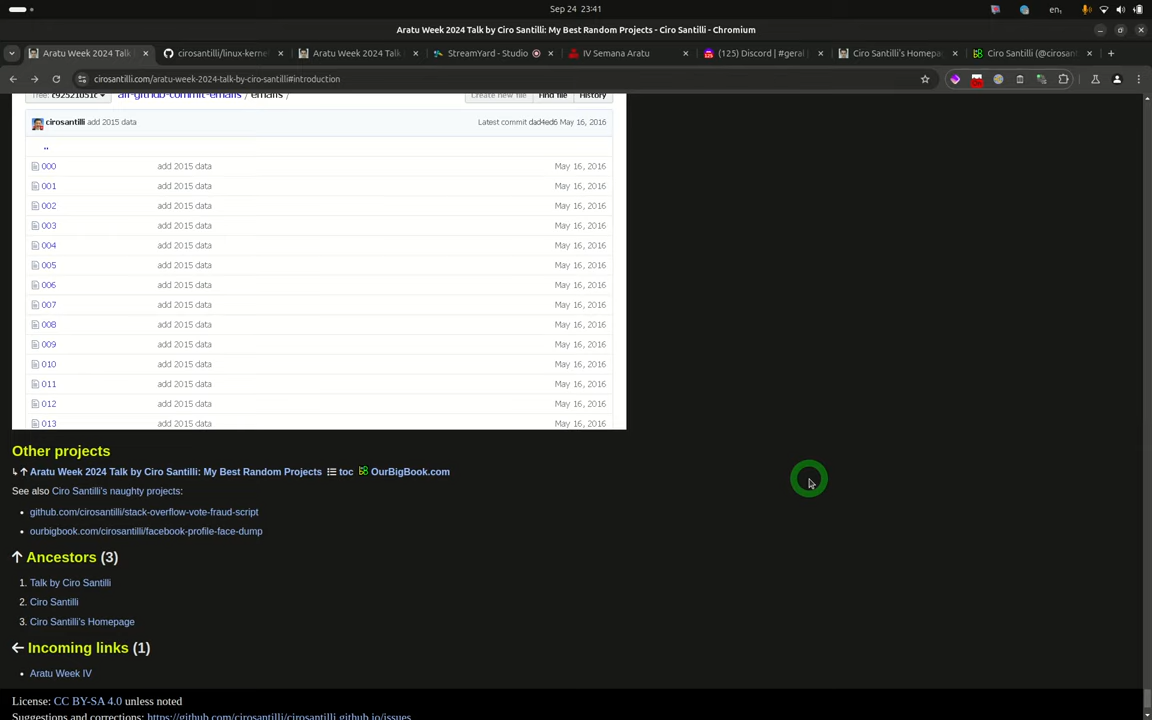 Sep 24 23:41
en₁
Aratu Week 2024 Talk by Ciro Santilli: My Best Random Projects - Ciro Santilli - Chromium
Aratu Week 2024 Talk
cirosantilli/linux-kerne
Aratu Week 2024 Talk
StreamYard - Studio
IV Semana Aratu
(125) Discord | #geral
Ciro Santilli's Homepa
Ciro Santilli (@cirosant
cirosantilli.com/aratu-week-2024-talk-by-ciro-santilli#introduction
Tree: c92521051c all-github-commit-emails / emails / Create new file Find file History
cirosantilli add 2015 data Latest commit dad4ed6 May 16, 2016
..
000 add 2015 data May 16, 2016
001 add 2015 data May 16, 2016
002 add 2015 data May 16, 2016
003 add 2015 data May 16, 2016
004 add 2015 data May 16, 2016
005 add 2015 data May 16, 2016
006 add 2015 data May 16, 2016
007 add 2015 data May 16, 2016
008 add 2015 data May 16, 2016
009 add 2015 data May 16, 2016
010 add 2015 data May 16, 2016
011 add 2015 data May 16, 2016
012 add 2015 data May 16, 2016
013 add 2015 data May 16, 2016
Other projects
Aratu Week 2024 Talk by Ciro Santilli: My Best Random Projects toc OurBigBook.com
See also Ciro Santilli's naughty projects:
github.com/cirosantilli/stack-overflow-vote-fraud-script
ourbigbook.com/cirosantilli/facebook-profile-face-dump
Ancestors (3)
1. Talk by Ciro Santilli
2. Ciro Santilli
3. Ciro Santilli's Homepage
Incoming links (1)
Aratu Week IV
License: CC BY-SA 4.0 unless noted
Suggestions and corrections: https://github.com/cirosantilli/cirosantilli.github.io/issues